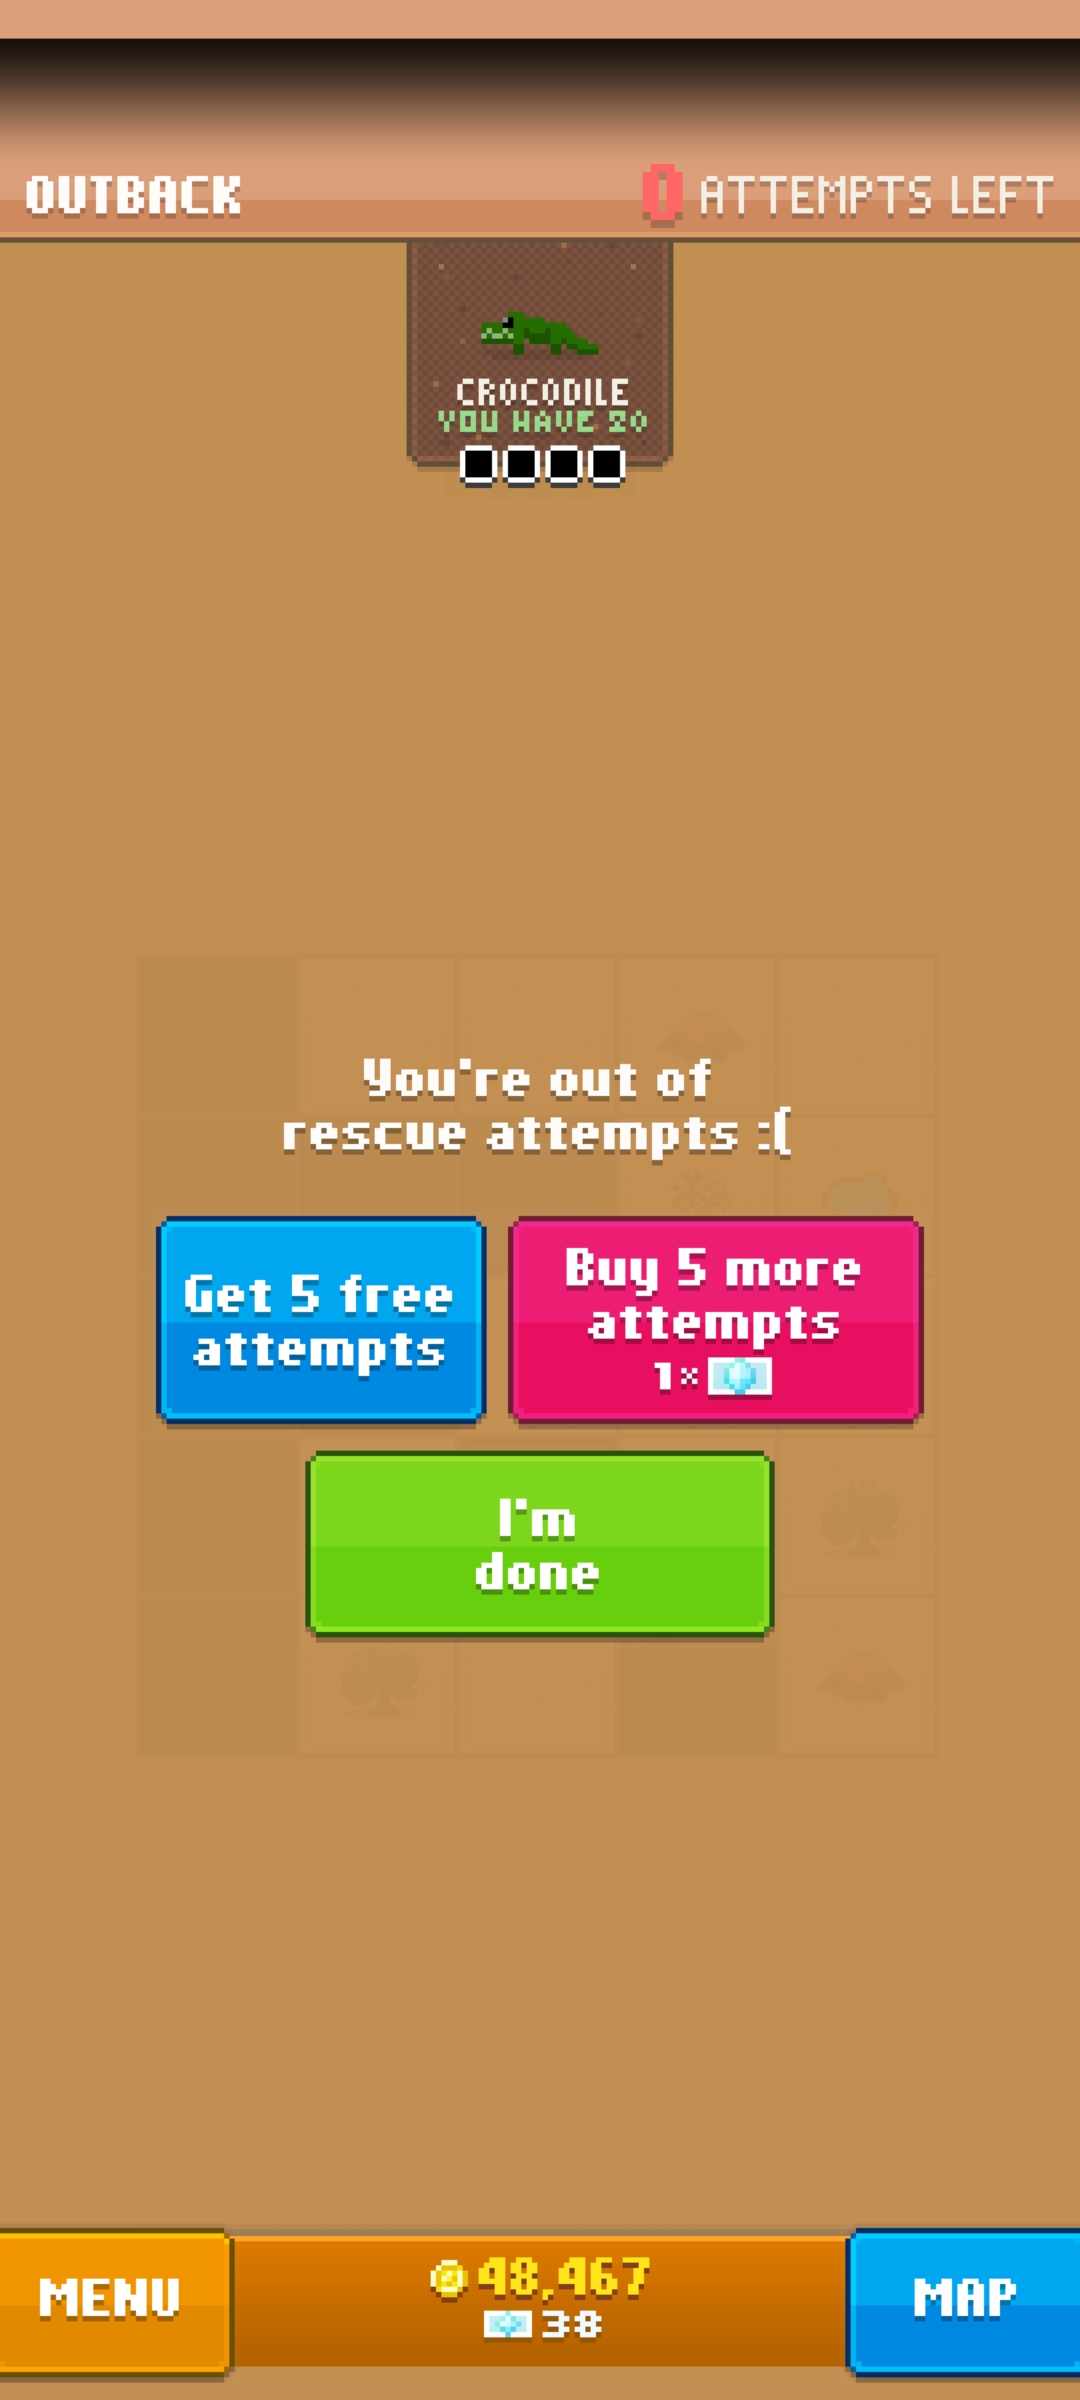 OUTBACK
0 ATTEMPTS LEFT
CROCODILE
YOU HAVE 20
You're out of
rescue attempts :(
Get 5 free
attempts
Buy 5 more
attempts
1×
I'm
done
MENU
48,467
38
MAP